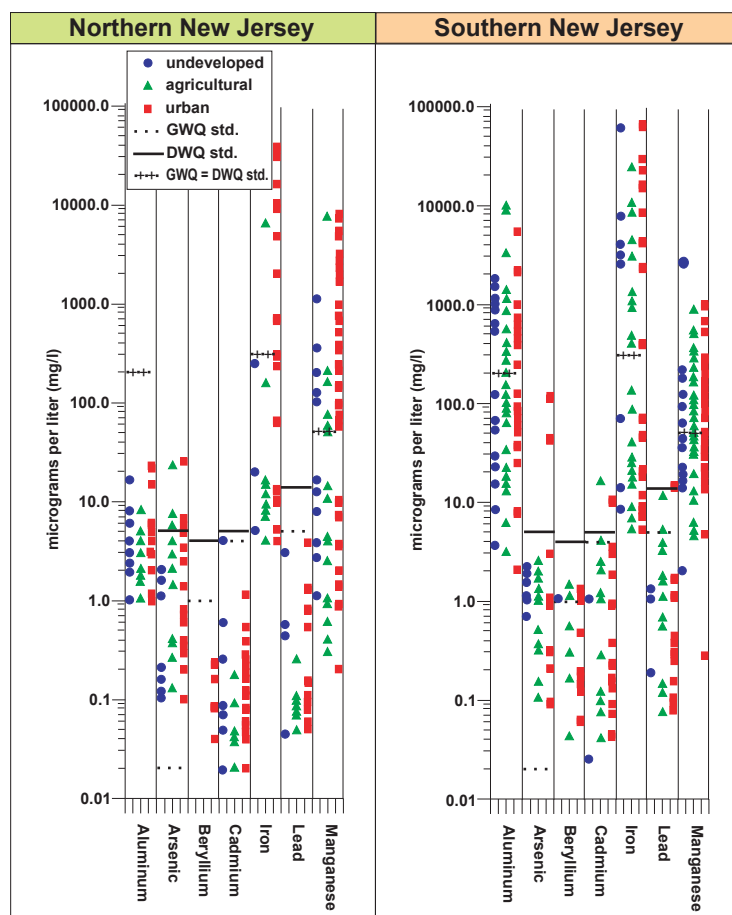 Northern New Jersey
Southern New Jersey
undeveloped
agricultural
urban
GWQ std.
DWQ std.
GWQ = DWQ std.
micrograms per liter (mg/l)
100000.0
10000.0
1000.0
100.0
10.0
1.0
0.1
0.01
Aluminum
Arsenic
Beryllium
Cadmium
Iron
Lead
Manganese
micrograms per liter (mg/l)
100000.0
10000.0
1000.0
100.0
10.0
1.0
0.1
0.01
Aluminum
Arsenic
Beryllium
Cadmium
Iron
Lead
Manganese